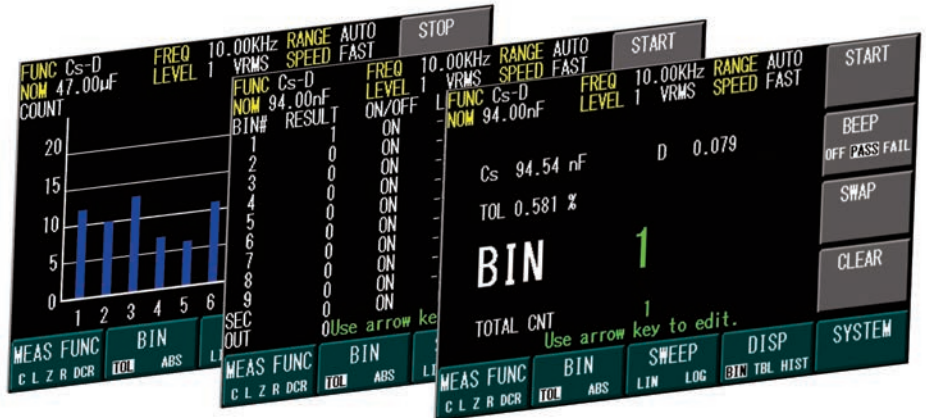 FUNC Cs-D FREQ 10.00KHz RANGE AUTO STOP
NOM 47.00µF LEVEL 1 VRMS SPEED FAST
COUNT
20
15
10
5
0
1 2 3 4 5 6
MEAS FUNC BIN
C L Z R DCR TOL ABS
FUNC Cs-D FREQ 10.00KHz RANGE AUTO START
NOM 94.00nF LEVEL 1 VRMS SPEED FAST
BIN# RESULT ON/OFF
1 1 ON
2 0 ON
3 0 ON
4 0 ON
5 0 ON
6 0 ON
7 0 ON
8 0 ON
9 0 ON
SEC
OUT 0 Use arrow
MEAS FUNC BIN
C L Z R DCR TOL ABS
FUNC Cs-D FREQ 10.00KHz RANGE AUTO START
NOM 94.00nF LEVEL 1 VRMS SPEED FAST
BEEP
OFF PASS FAIL
Cs 94.54 nF D 0.079
SWAP
TOL 0.581 %
BIN 1
CLEAR
TOTAL CNT 1
Use arrow key to edit.
MEAS FUNC BIN SWEEP DISP SYSTEM
C L Z R DCR TOL ABS LIN LOG BIN TBL HIST